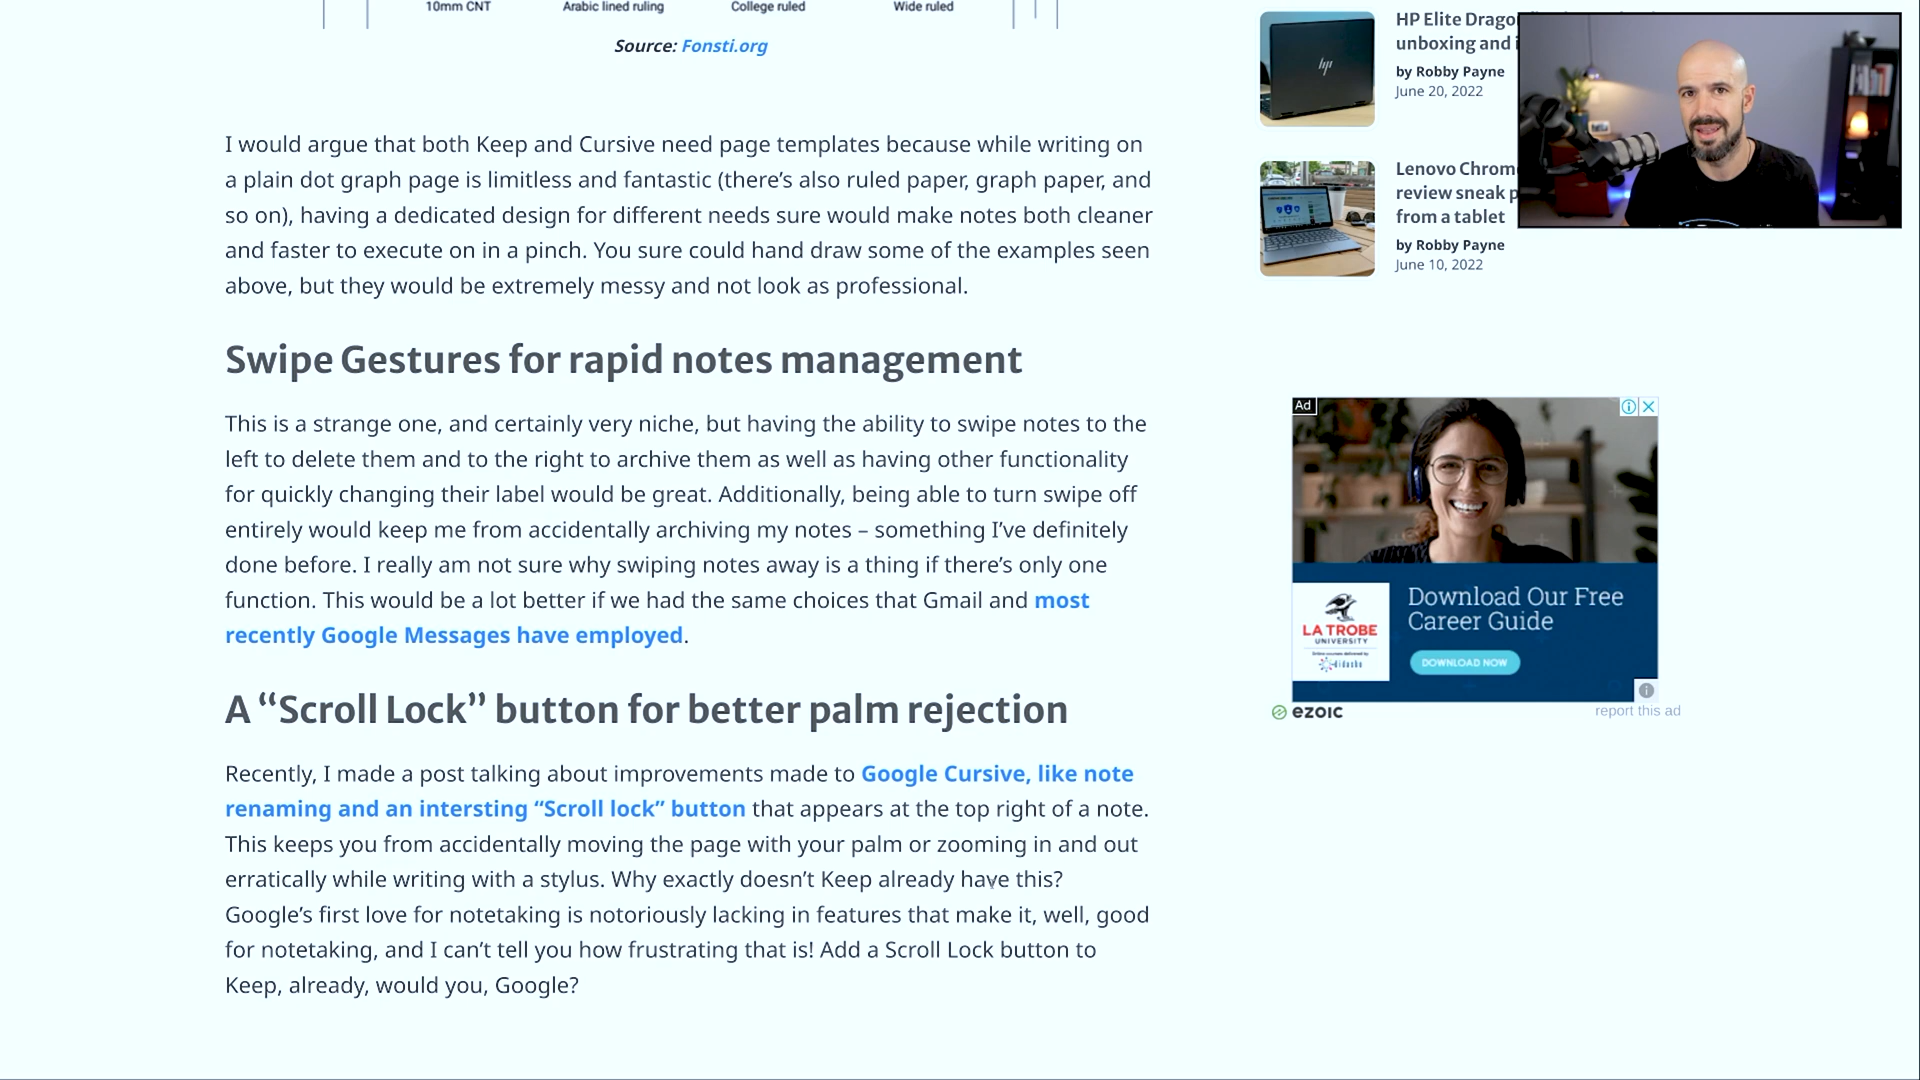 10mm CNT Arabic lined ruling College ruled Wide ruled
Source: Fonsti.org
I would argue that both Keep and Cursive need page templates because while writing on
a plain dot graph page is limitless and fantastic (there’s also ruled paper, graph paper, and
so on), having a dedicated design for different needs sure would make notes both cleaner
and faster to execute on in a pinch. You sure could hand draw some of the examples seen
above, but they would be extremely messy and not look as professional.
Swipe Gestures for rapid notes management
This is a strange one, and certainly very niche, but having the ability to swipe notes to the
left to delete them and to the right to archive them as well as having other functionality
for quickly changing their label would be great. Additionally, being able to turn swipe off
entirely would keep me from accidentally archiving my notes – something I’ve definitely
done before. I really am not sure why swiping notes away is a thing if there’s only one
function. This would be a lot better if we had the same choices that Gmail and most
recently Google Messages have employed.
A “Scroll Lock” button for better palm rejection
Recently, I made a post talking about improvements made to Google Cursive, like note
renaming and an intersting “Scroll lock” button that appears at the top right of a note.
This keeps you from accidentally moving the page with your palm or zooming in and out
erratically while writing with a stylus. Why exactly doesn’t Keep already have this?
Google’s first love for notetaking is notoriously lacking in features that make it, well, good
for notetaking, and I can’t tell you how frustrating that is! Add a Scroll Lock button to
Keep, already, would you, Google?
HP Elite
unboxing and
by Robby Payne
June 20, 2022
Lenovo
review sneak
from a tablet
by Robby Payne
June 10, 2022
Ad
Download Our Free
Career Guide
LA TROBE
UNIVERSITY
Online courses delivered by
didasko
DOWNLOAD NOW
ezoic
report this ad